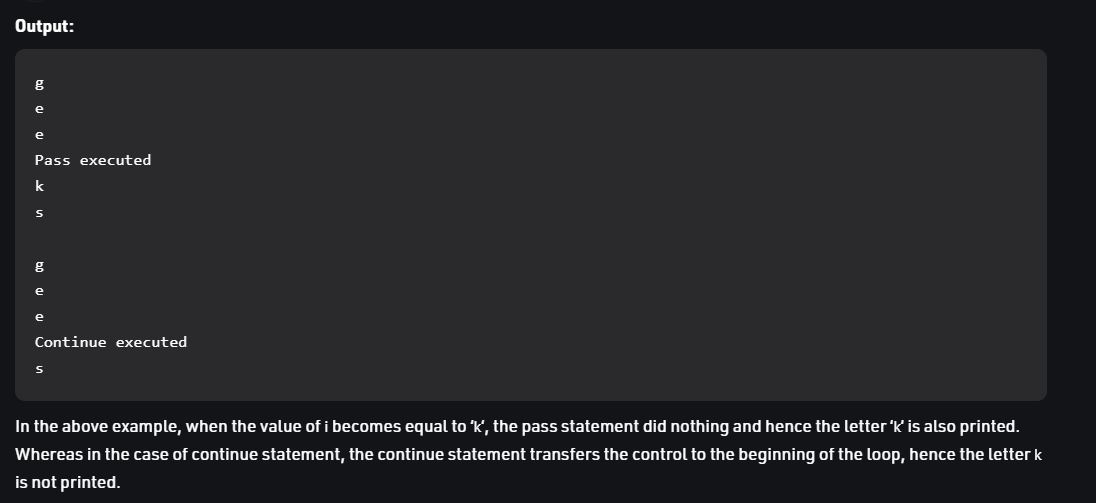 Output:
g
e
e
Pass executed
k
s
g
e
e
Continue executed
s
In the above example, when the value of i becomes equal to ‘k‘, the pass statement did nothing and hence the letter ‘k‘ is also printed.
Whereas in the case of continue statement, the continue statement transfers the control to the beginning of the loop, hence the letter k
is not printed.